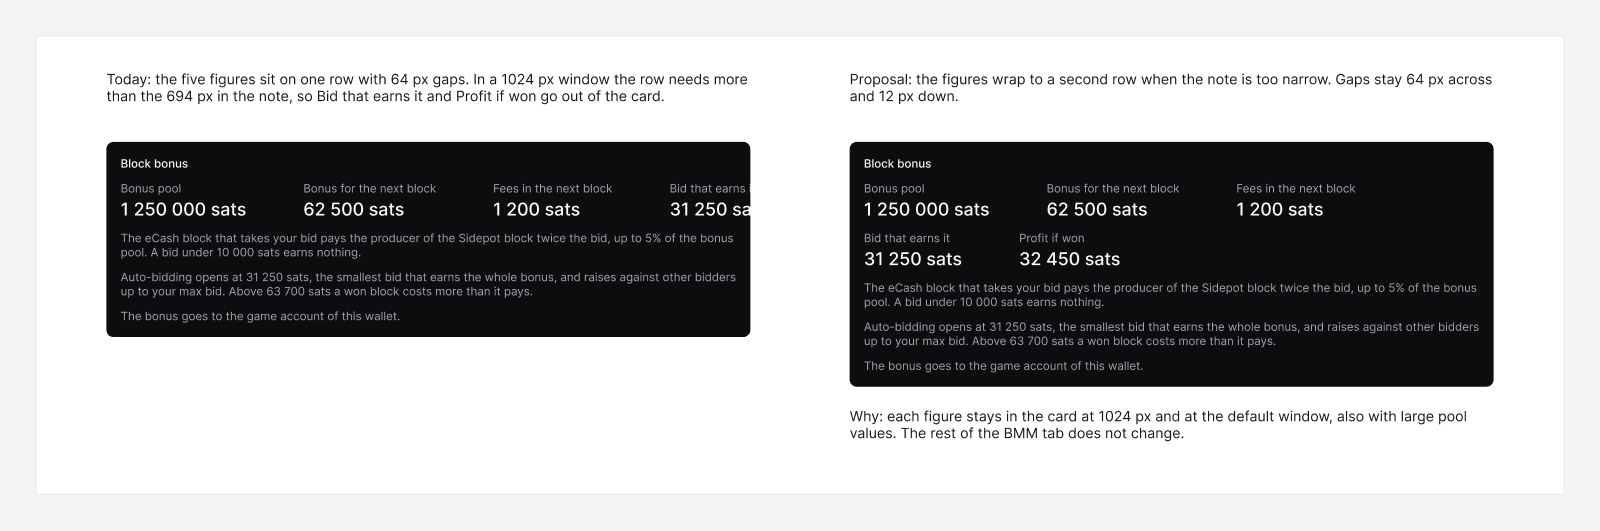 Today: the five figures sit on one row with 64 px gaps. In a 1024 px window the row needs more
than the 694 px in the note, so Bid that earns it and Profit if won go out of the card.
Block bonus
Bonus pool Bonus for the next block Fees in the next block Bid that earns
1 250 000 sats 62 500 sats 1 200 sats 31 250 sa
The eCash block that takes your bid pays the producer of the Sidepot block twice the bid, up to 5% of the bonus
pool. A bid under 10 000 sats earns nothing.
Auto-bidding opens at 31 250 sats, the smallest bid that earns the whole bonus, and raises against other bidders
up to your max bid. Above 63 700 sats a won block costs more than it pays.
The bonus goes to the game account of this wallet.
Proposal: the figures wrap to a second row when the note is too narrow. Gaps stay 64 px across
and 12 px down.
Block bonus
Bonus pool Bonus for the next block Fees in the next block
1 250 000 sats 62 500 sats 1 200 sats
Bid that earns it Profit if won
31 250 sats 32 450 sats
The eCash block that takes your bid pays the producer of the Sidepot block twice the bid, up to 5% of the bonus
pool. A bid under 10 000 sats earns nothing.
Auto-bidding opens at 31 250 sats, the smallest bid that earns the whole bonus, and raises against other bidders
up to your max bid. Above 63 700 sats a won block costs more than it pays.
The bonus goes to the game account of this wallet.
Why: each figure stays in the card at 1024 px and at the default window, also with large pool
values. The rest of the BMM tab does not change.